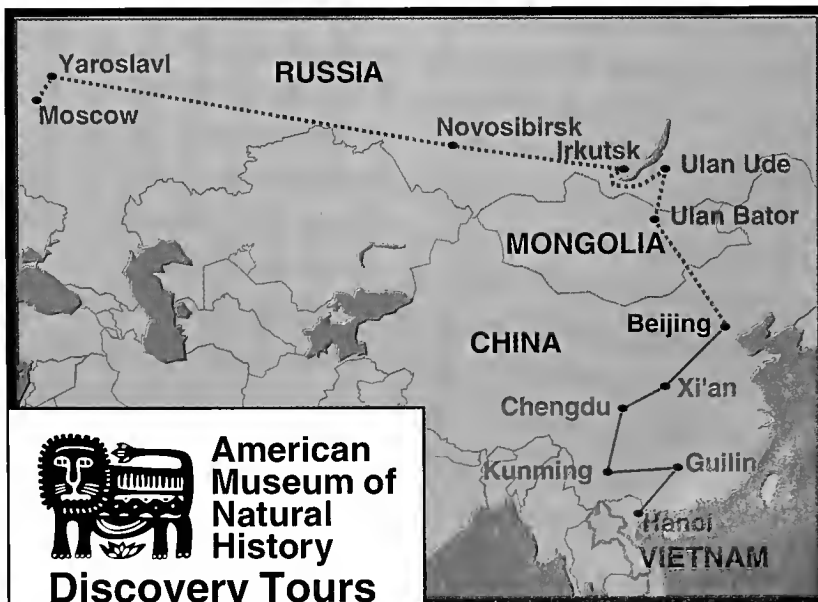 Yaroslavl
RUSSIA
Moscow
Novosibirsk
Irkutsk
Ulan Ude
Ulan Bator
MONGOLIA
Beijing
CHINA
Xi'an
Chengdu
Kunming
Guilin
Hanoi
VIETNAM
American
Museum of
Natural
History
Discovery Tours